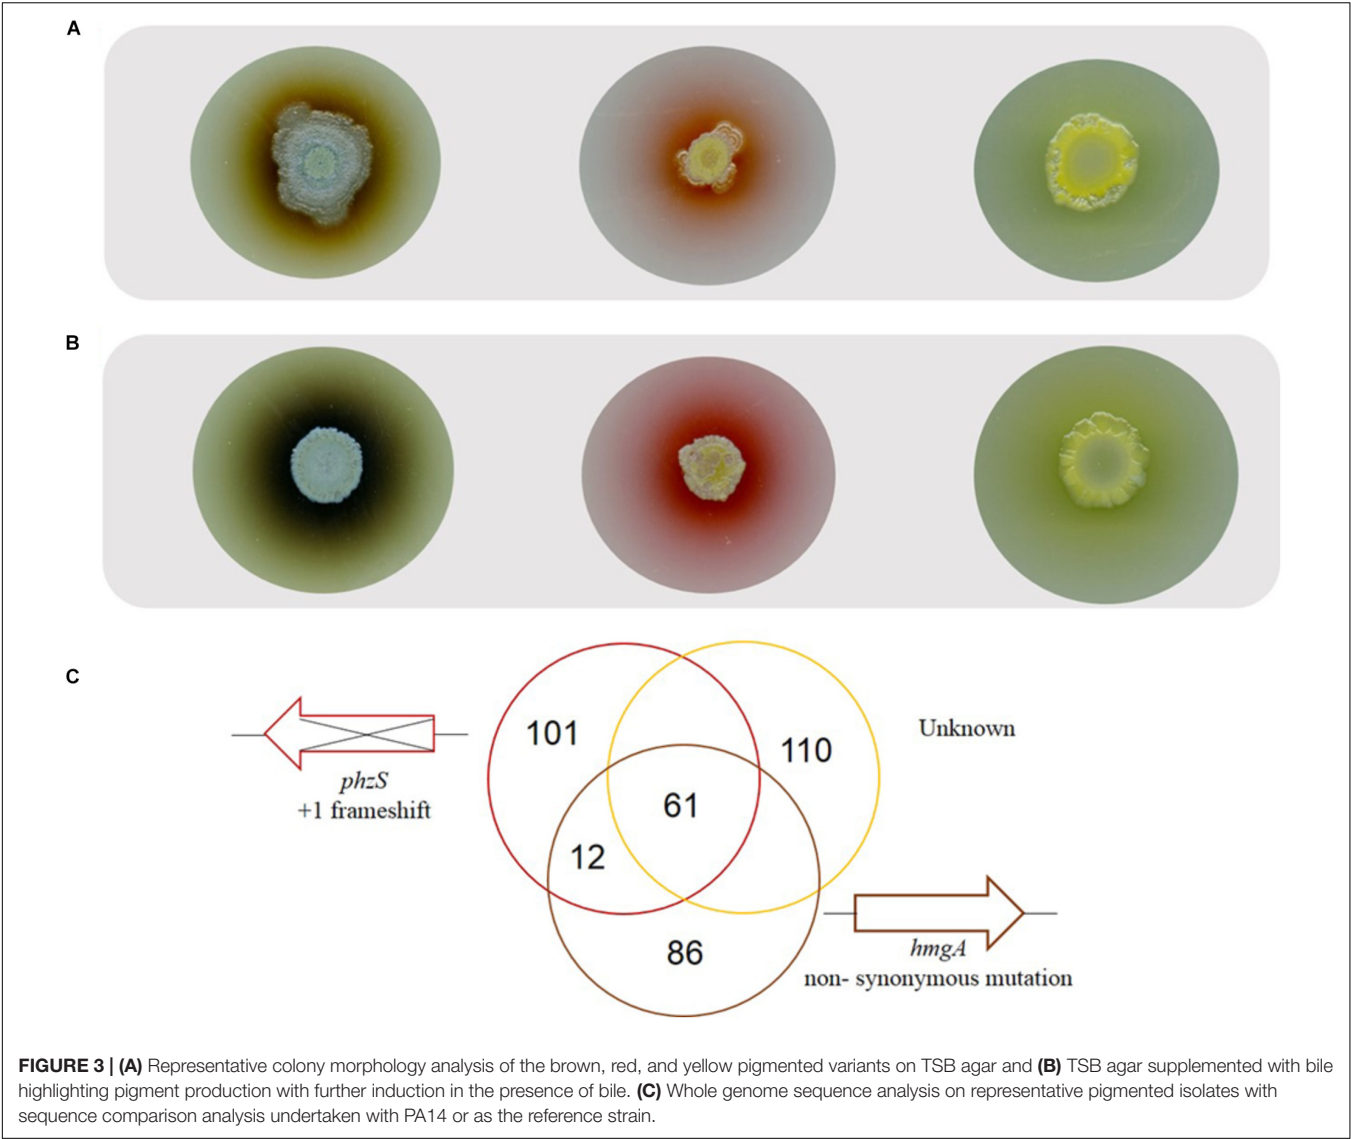 A
B
C
101
110
Unknown
phzS
+1 frameshift
61
12
86
hmgA
non- synonymous mutation
FIGURE 3 | (A) Representative colony morphology analysis of the brown, red, and yellow pigmented variants on TSB agar and (B) TSB agar supplemented with bile
highlighting pigment production with further induction in the presence of bile. (C) Whole genome sequence analysis on representative pigmented isolates with
sequence comparison analysis undertaken with PA14 or as the reference strain.